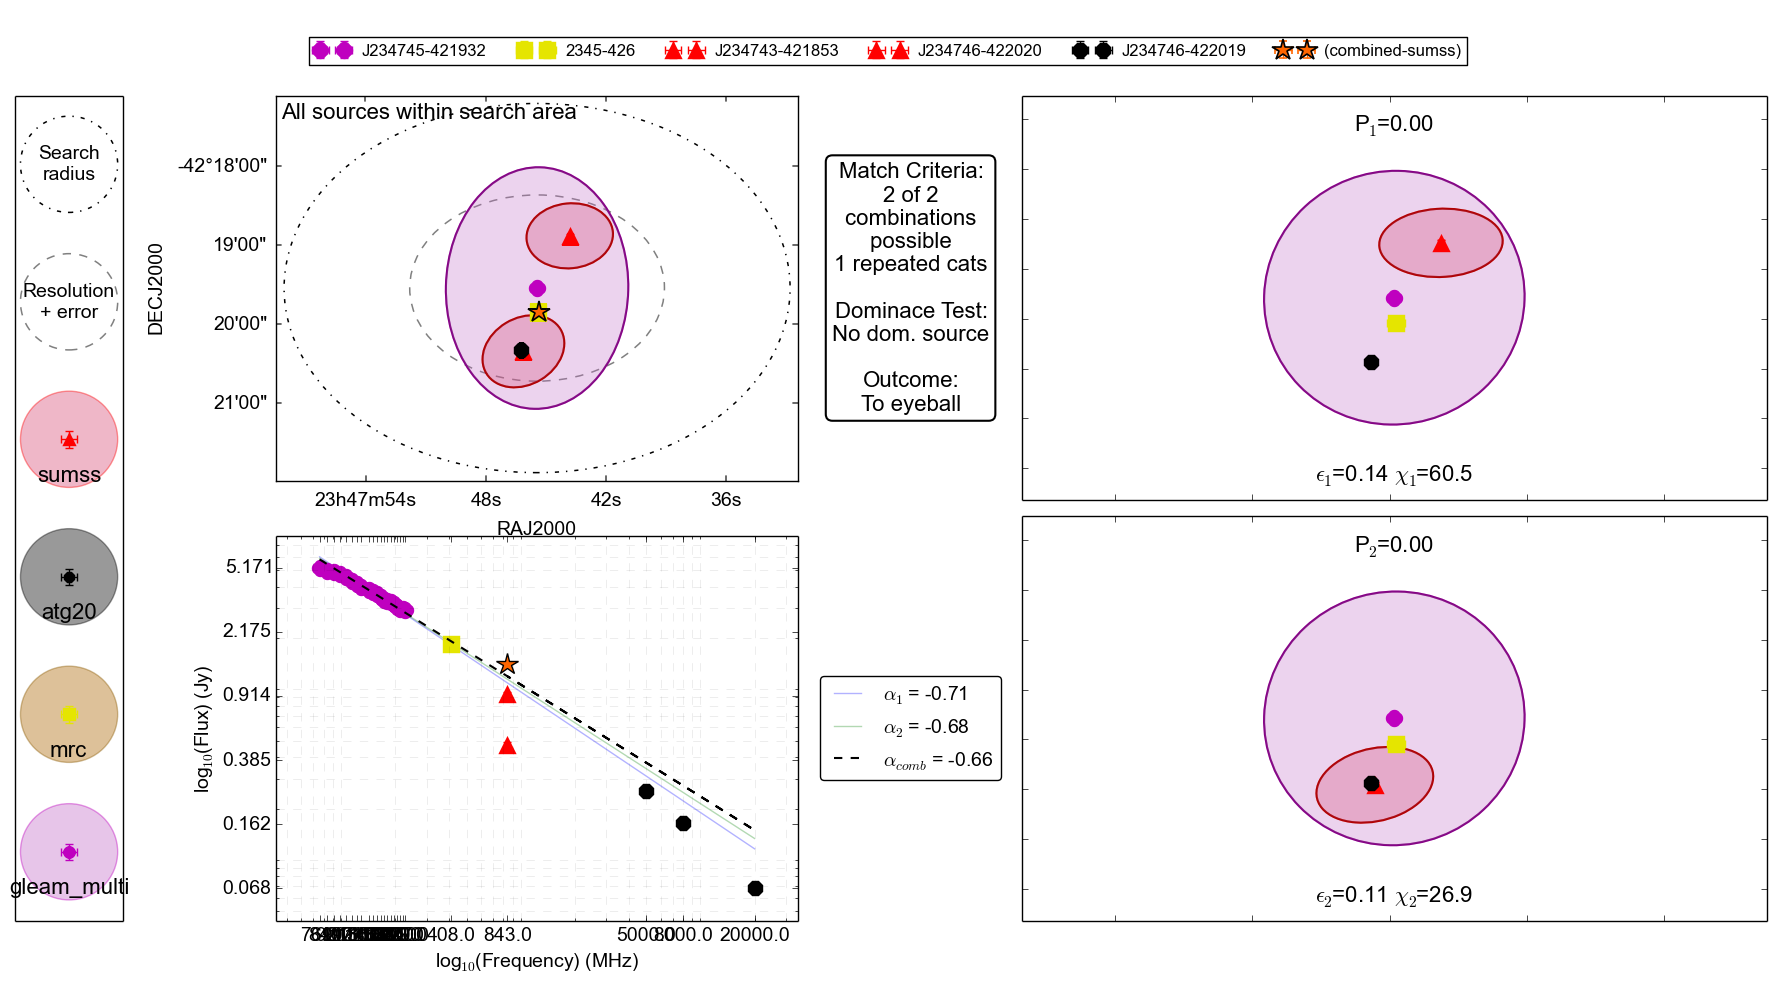 J234745-421932
2345-426
J234743-421853
J234746-422020
J234746-422019
(combined-sumss)
Search
radius
Resolution
+ error
sumss
atg20
mrc
gleam_multi
All sources within search area
DECJ2000
-42°18'00"
19'00"
20'00"
21'00"
23h47m54s
48s
42s
36s
RAJ2000
Match Criteria:
2 of 2
combinations
possible
1 repeated cats
Dominace Test:
No dom. source
Outcome:
To eyeball
P₁=0.00
ϵ₁=0.14 χ₁=60.5
log₁₀(Flux) (Jy)
5.171
2.175
0.914
0.385
0.162
0.068
408.0
843.0
5000.0
8000.0
20000.0
log₁₀(Frequency) (MHz)
α₁ = -0.71
α₂ = -0.68
α_comb = -0.66
P₂=0.00
ϵ₂=0.11 χ₂=26.9